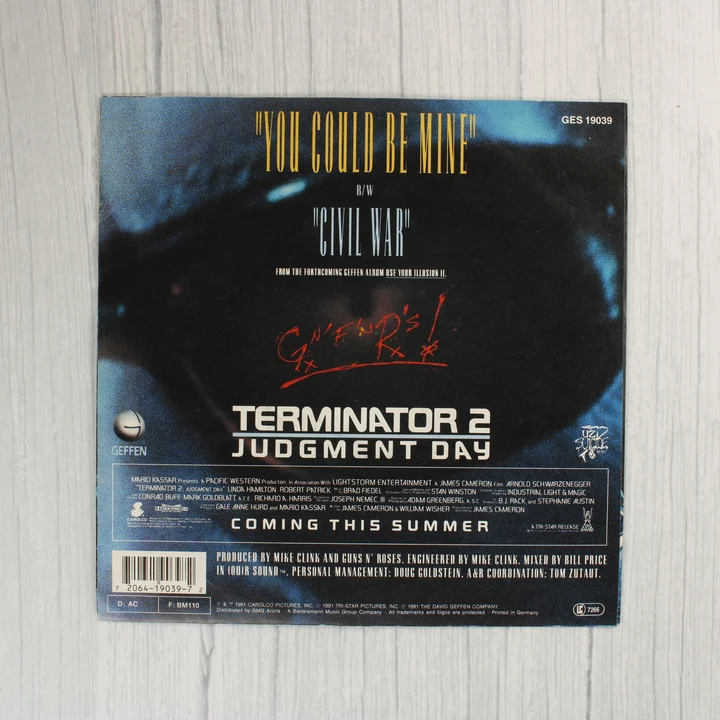 "YOU COULD BE MINE"
GES 19039
B/W
"CIVIL WAR"
FROM THE FORTHCOMING GEFFEN ALBUM USE YOUR ILLUSION II.
G N' F'N R'S!
TERMINATOR 2
JUDGMENT DAY
GEFFEN
UZI
SUICIDE
MARIO KASSAR Presents A PACIFIC WESTERN Production In Association With LIGHTSTORM ENTERTAINMENT A JAMES CAMERON Film ARNOLD SCHWARZENEGGER
"TERMINATOR 2: JUDGMENT DAY" LINDA HAMILTON ROBERT PATRICK BRAD FIEDEL STAN WINSTON INDUSTRIAL LIGHT & MAGIC
CONRAD BUFF MARK GOLDBLATT, A.C.E. RICHARD A. HARRIS JOSEPH NEMEC III ADAM GREENBERG, A.S.C. B.J. RACK and STEPHANIE AUSTIN
GALE ANNE HURD and MARIO KASSAR JAMES CAMERON & WILLIAM WISHER JAMES CAMERON
CAROLCO
COMING THIS SUMMER
A TRI-STAR RELEASE
PRODUCED BY MIKE CLINK AND GUNS N' ROSES. ENGINEERED BY MIKE CLINK. MIXED BY BILL PRICE
IN (QU)R SOUND™. PERSONAL MANAGEMENT: DOUG GOLDSTEIN. A&R COORDINATION: TOM ZUTAUT.
7 2064-19039-7 2
D: AC F: BM110
℗ & ™ 1991 CAROLCO PICTURES, INC. © 1991 TRI-STAR PICTURES, INC. ℗ 1991 THE DAVID GEFFEN COMPANY
Distributed by BMG Ariola · A Bertelsmann Music Group Company · All trademarks and logos are protected · Printed in Germany
LC 7266